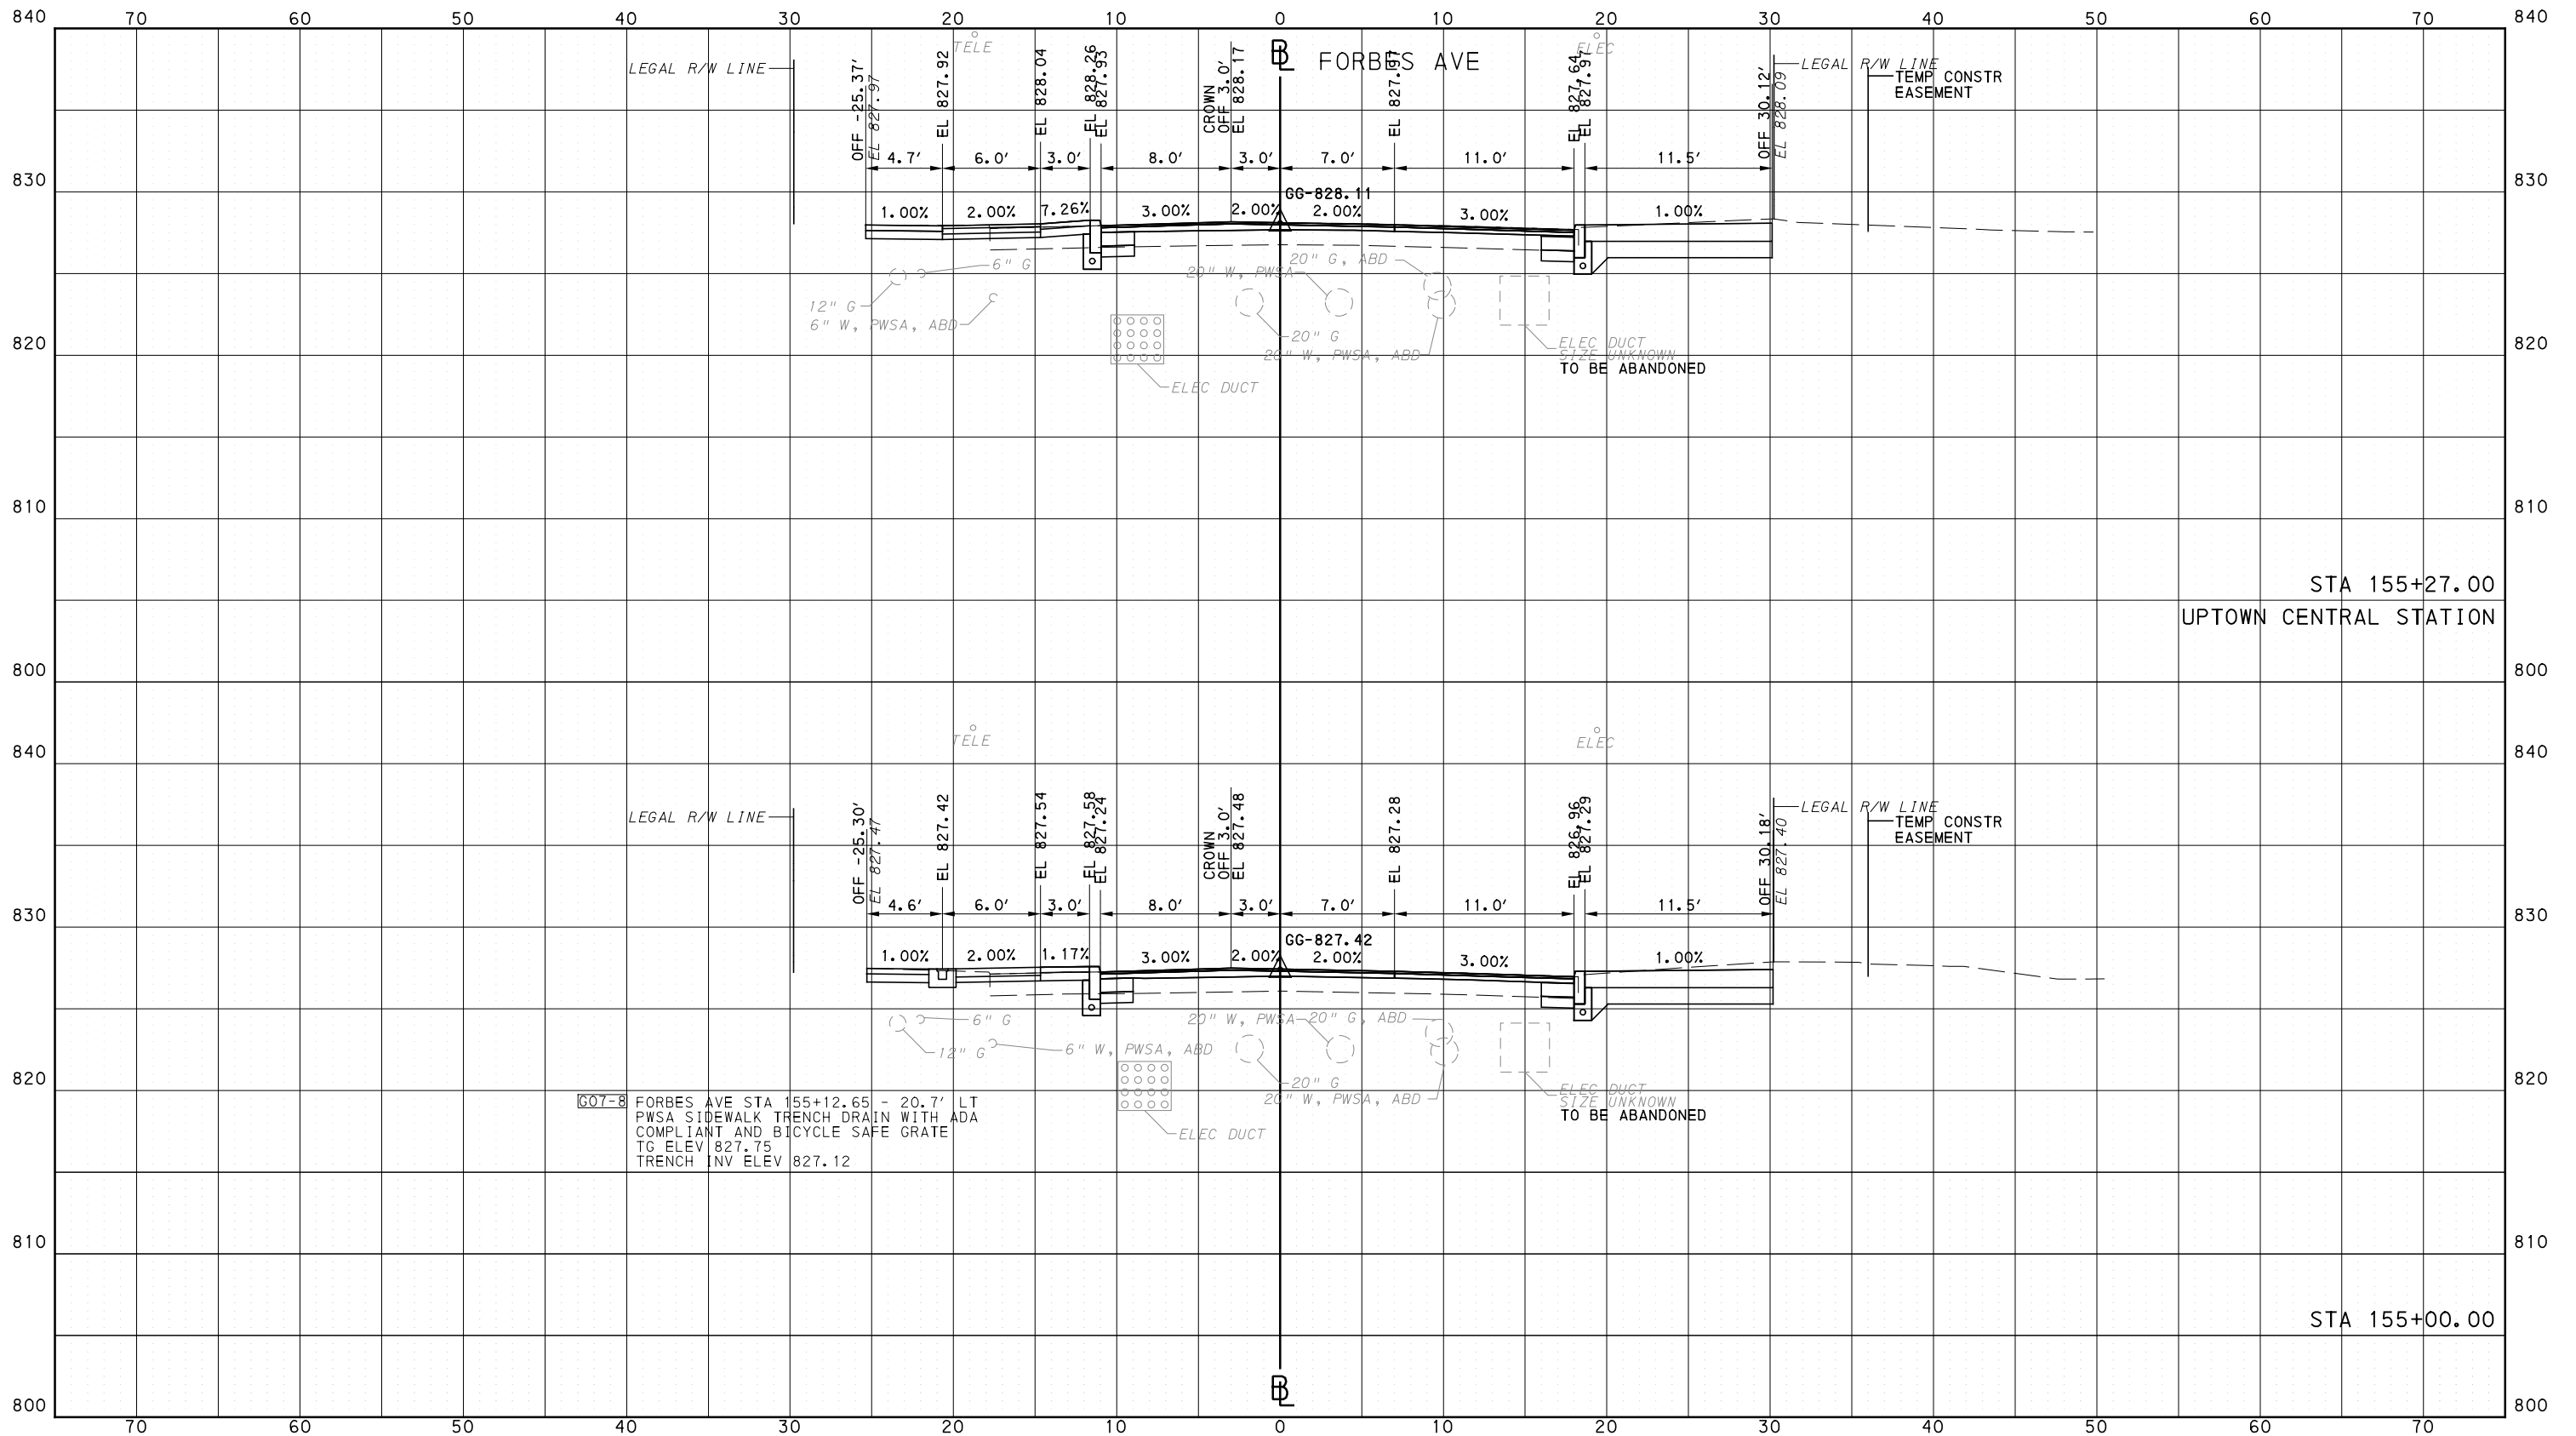 70 60 50 40 30 20 10 0 10 20 30 40 50 60 70
840 840
TELE
ELEC
℄ FORBES AVE
LEGAL R/W LINE
OFF -25.37'
EL 827.97
EL 827.92
EL 828.04
EL 828.26
EL 827.93
CROWN
OFF 3.0'
EL 828.17
EL 827.97
EL 827.64
EL 827.97
OFF 30.12'
EL 828.09
LEGAL R/W LINE
TEMP CONSTR
EASEMENT
4.7' 6.0' 3.0' 8.0' 3.0' 7.0' 11.0' 11.5'
830 830
GG-828.11
1.00% 2.00% 7.26% 3.00% 2.00% 2.00% 3.00% 1.00%
6" G
20" W, PWSA
20" G, ABD
12" G
6" W, PWSA, ABD
20" G
20" W, PWSA, ABD
ELEC DUCT
SIZE UNKNOWN
TO BE ABANDONED
820 820
ELEC DUCT
810 810
STA 155+27.00
UPTOWN CENTRAL STATION
800 800
TELE
ELEC
840 840
LEGAL R/W LINE
OFF -25.30'
EL 827.47
EL 827.42
EL 827.54
EL 827.58
EL 827.24
CROWN
OFF 3.0'
EL 827.48
EL 827.28
EL 826.96
EL 827.29
OFF 30.18'
EL 827.40
LEGAL R/W LINE
TEMP CONSTR
EASEMENT
4.6' 6.0' 3.0' 8.0' 3.0' 7.0' 11.0' 11.5'
830 830
GG-827.42
1.00% 2.00% 1.17% 3.00% 2.00% 2.00% 3.00% 1.00%
6" G
20" W, PWSA
20" G, ABD
12" G
6" W, PWSA, ABD
20" G
20" W, PWSA, ABD
ELEC DUCT
SIZE UNKNOWN
TO BE ABANDONED
820 820
ELEC DUCT
G07-8 FORBES AVE STA 155+12.65 - 20.7' LT
PWSA SIDEWALK TRENCH DRAIN WITH ADA
COMPLIANT AND BICYCLE SAFE GRATE
TG ELEV 827.75
TRENCH INV ELEV 827.12
810 810
STA 155+00.00
℄
800 800
70 60 50 40 30 20 10 0 10 20 30 40 50 60 70